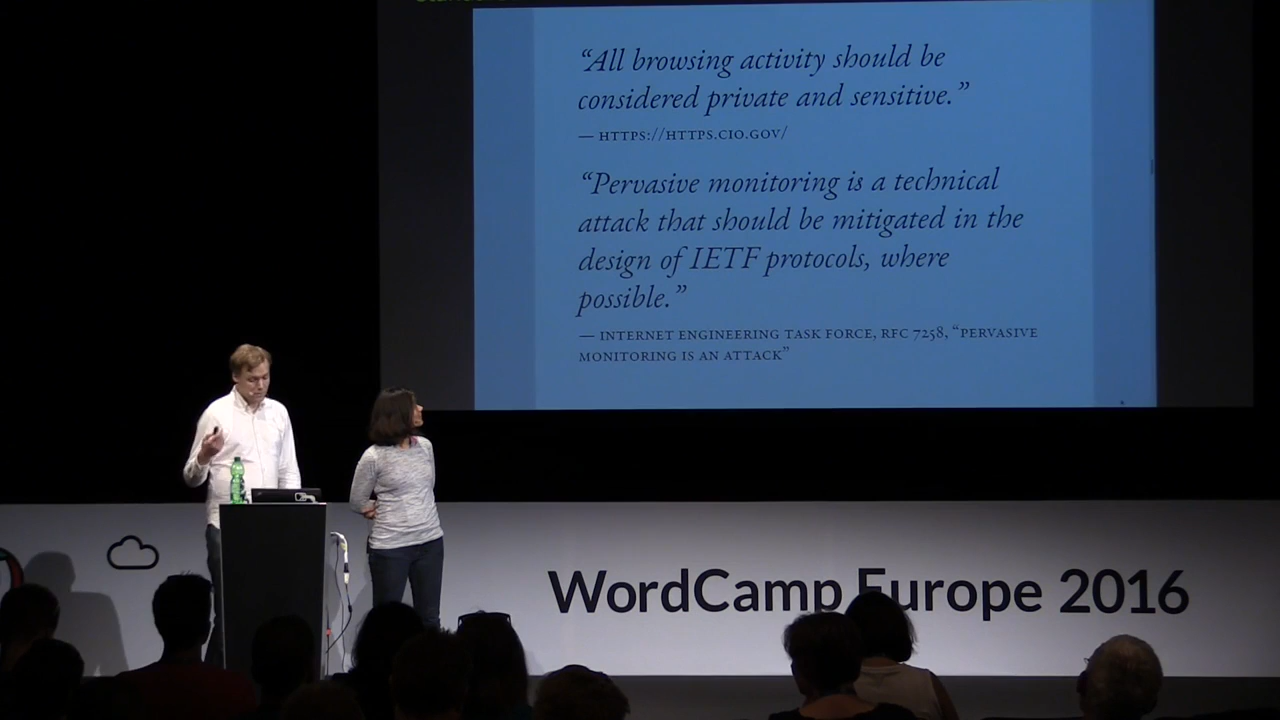 “All browsing activity should be
considered private and sensitive.”
— HTTPS://HTTPS.CIO.GOV/
“Pervasive monitoring is a technical
attack that should be mitigated in the
design of IETF protocols, where
possible.”
— INTERNET ENGINEERING TASK FORCE, RFC 7258, “PERVASIVE
MONITORING IS AN ATTACK”
WordCamp Europe 2016